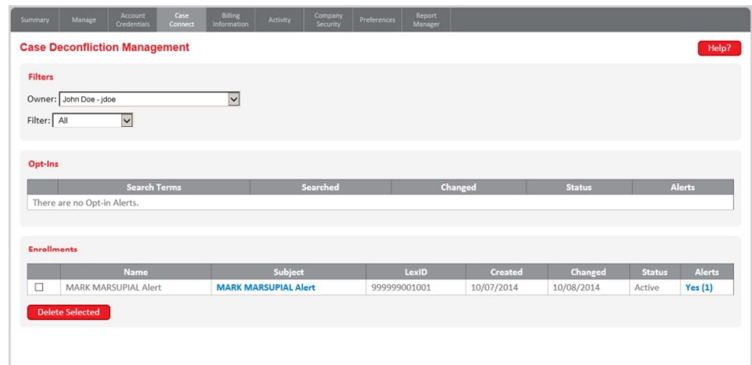 Summary Manage Account Credentials Case Connect Billing Information Activity Company Security Preferences Report Manager
Case Deconfliction Management Help?
Filters
Owner: John Doe - jdoe
Filter: All
Opt-Ins
Search Terms Searched Changed Status Alerts
There are no Opt-in Alerts.
Enrollments
Name Subject LexID Created Changed Status Alerts
MARK MARSUPIAL Alert MARK MARSUPIAL Alert 999999001001 10/07/2014 10/08/2014 Active Yes (1)
Delete Selected